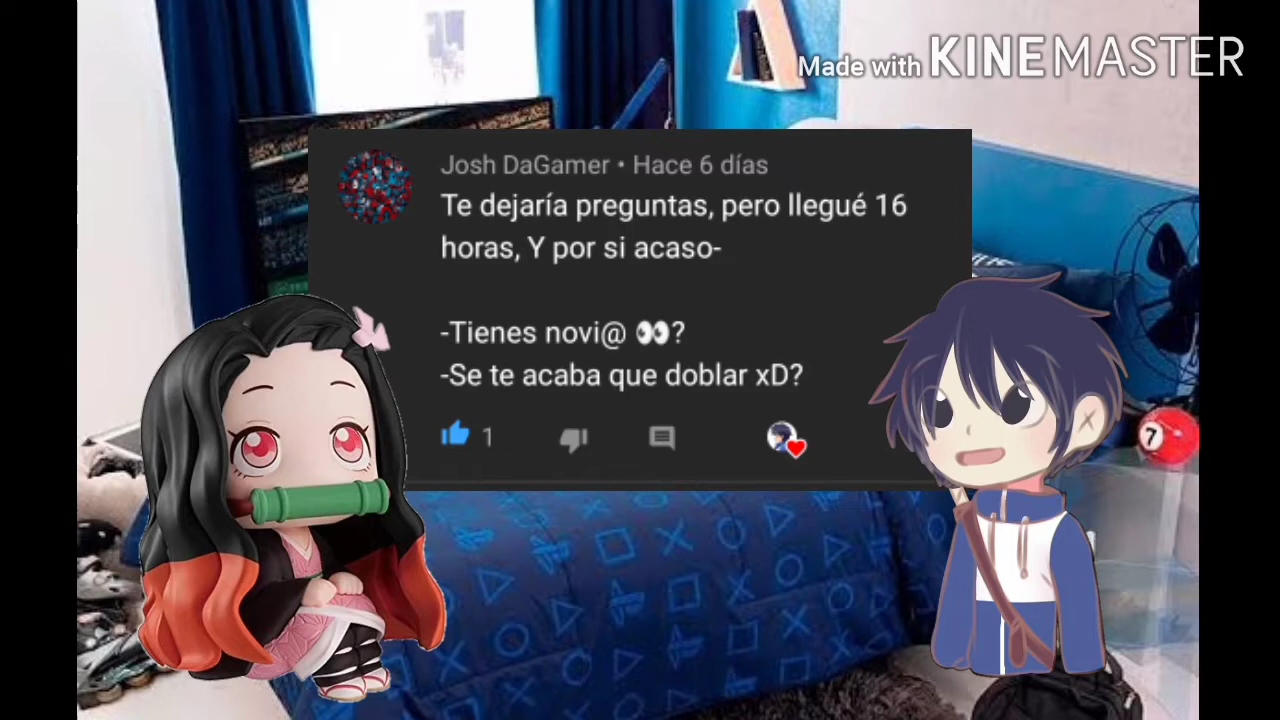 Made with KINEMASTER
Josh DaGamer • Hace 6 días
Te dejaría preguntas, pero llegué 16
horas, Y por si acaso-
-Tienes novi@ 👀?
-Se te acaba que doblar xD?
1
7